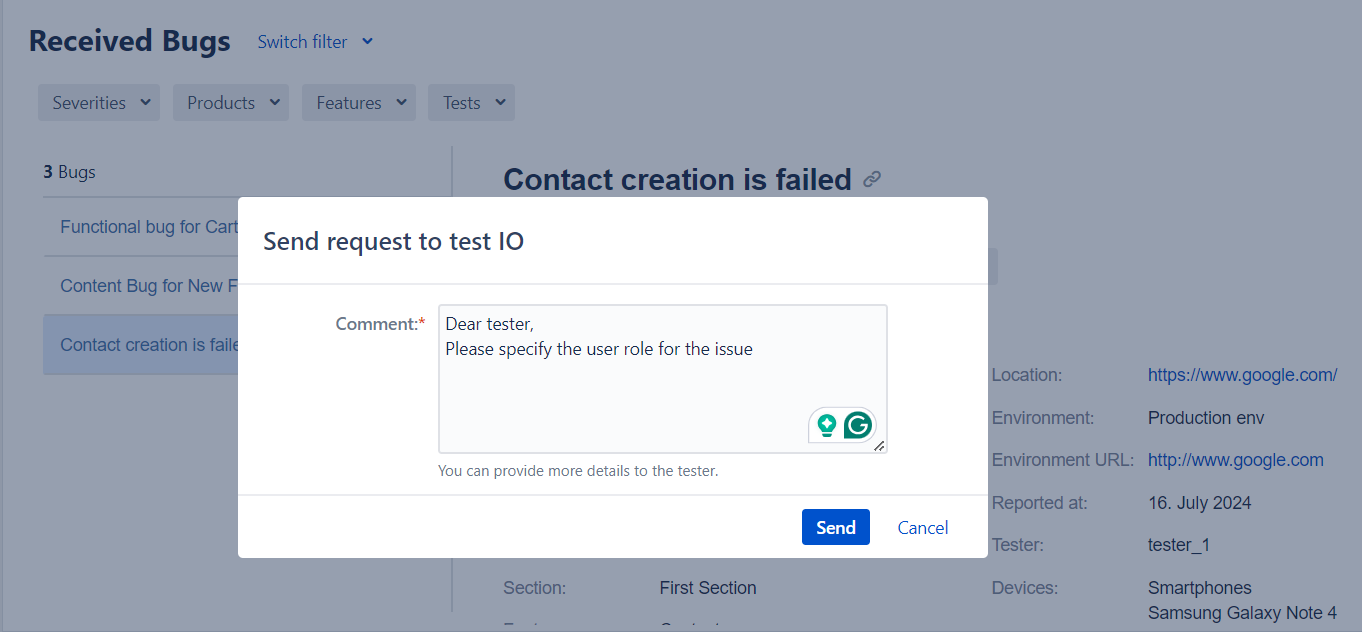 Received Bugs Switch filter
Severities Products Features Tests
3 Bugs
Contact creation is failed
Functional bug for Cart
Content Bug for New F
Contact creation is faile
Send request to test IO
Comment:*
Dear tester,
Please specify the user role for the issue
You can provide more details to the tester.
Send Cancel
Location: https://www.google.com/
Environment: Production env
Environment URL: http://www.google.com
Reported at: 16. July 2024
Tester: tester_1
Section: First Section
Devices: Smartphones
Samsung Galaxy Note 4